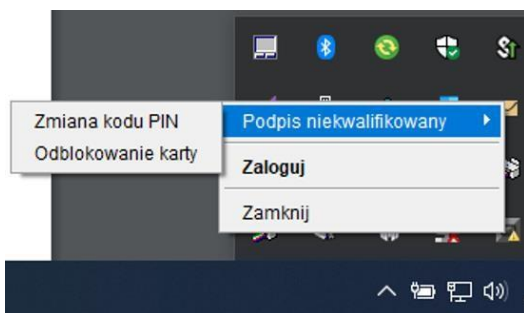 Zmiana kodu PIN
Odblokowanie karty
Podpis niekwalifikowany
Zaloguj
Zamknij